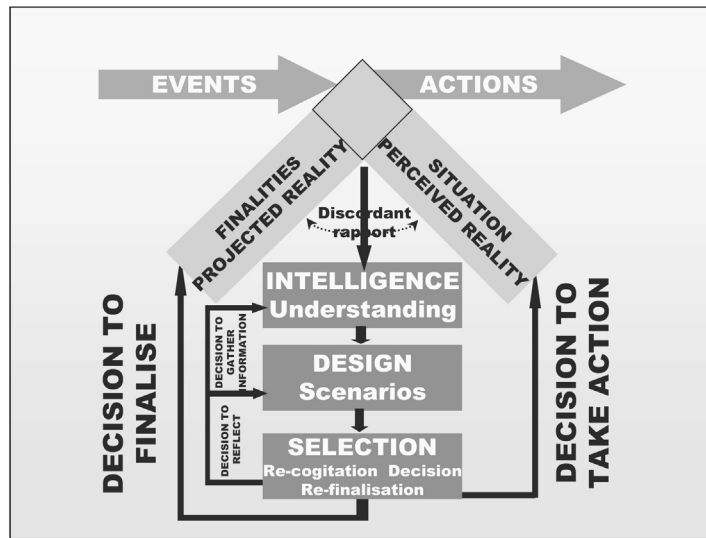 EVENTS
ACTIONS
FINALITIES
PROJECTED REALITY
SITUATION
PERCEIVED REALITY
Discordant
rapport
INTELLIGENCE
Understanding
DECISION TO
GATHER
INFORMATION
DESIGN
Scenarios
DECISION TO
REFLECT
SELECTION
Re-cogitation Decision
Re-finalisation
DECISION TO
FINALISE
DECISION TO
TAKE ACTION